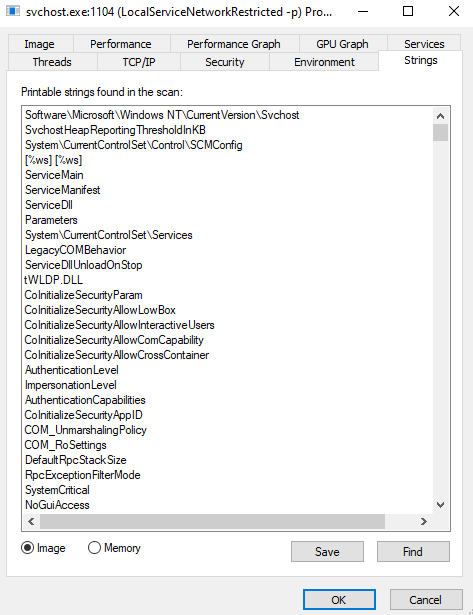 svchost.exe:1104 (LocalServiceNetworkRestricted -p) Pro...
Image Performance Performance Graph GPU Graph Services
Threads TCP/IP Security Environment Strings
Printable strings found in the scan:
Software\Microsoft\Windows NT\CurrentVersion\Svchost
SvchostHeapReportingThresholdInKB
System\CurrentControlSet\Control\SCMConfig
[%ws] [%ws]
ServiceMain
ServiceManifest
ServiceDll
Parameters
System\CurrentControlSet\Services
LegacyCOMBehavior
ServiceDllUnloadOnStop
tWLDP.DLL
CoInitializeSecurityParam
CoInitializeSecurityAllowLowBox
CoInitializeSecurityAllowInteractiveUsers
CoInitializeSecurityAllowComCapability
CoInitializeSecurityAllowCrossContainer
AuthenticationLevel
ImpersonationLevel
AuthenticationCapabilities
CoInitializeSecurityAppID
COM_UnmarshalingPolicy
COM_RoSettings
DefaultRpcStackSize
RpcExceptionFilterMode
SystemCritical
NoGuiAccess
Image Memory Save Find
OK Cancel